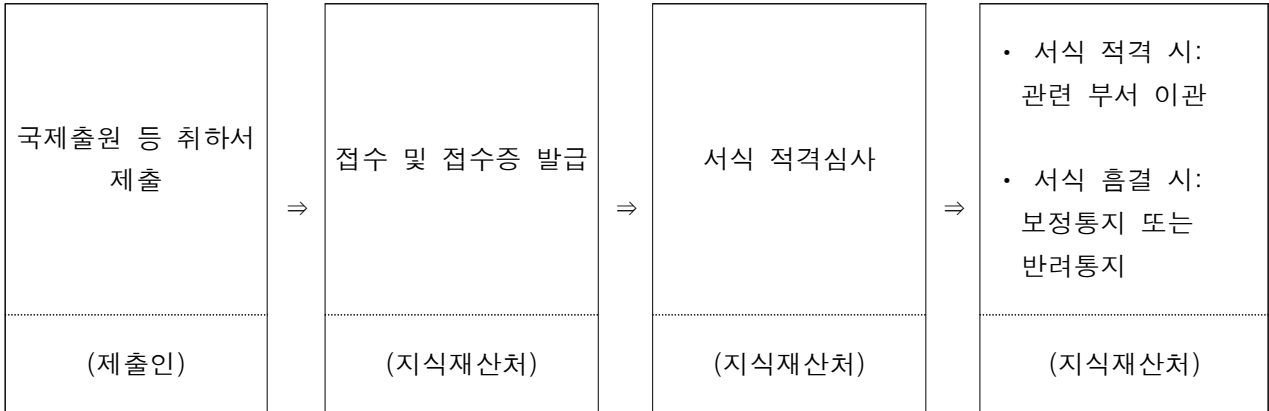 국제출원 등 취하서
제출
(제출인)
⇒
접수 및 접수증 발급
(지식재산처)
⇒
서식 적격심사
(지식재산처)
⇒
• 서식 적격 시:
관련 부서 이관
• 서식 흠결 시:
보정통지 또는
반려통지
(지식재산처)